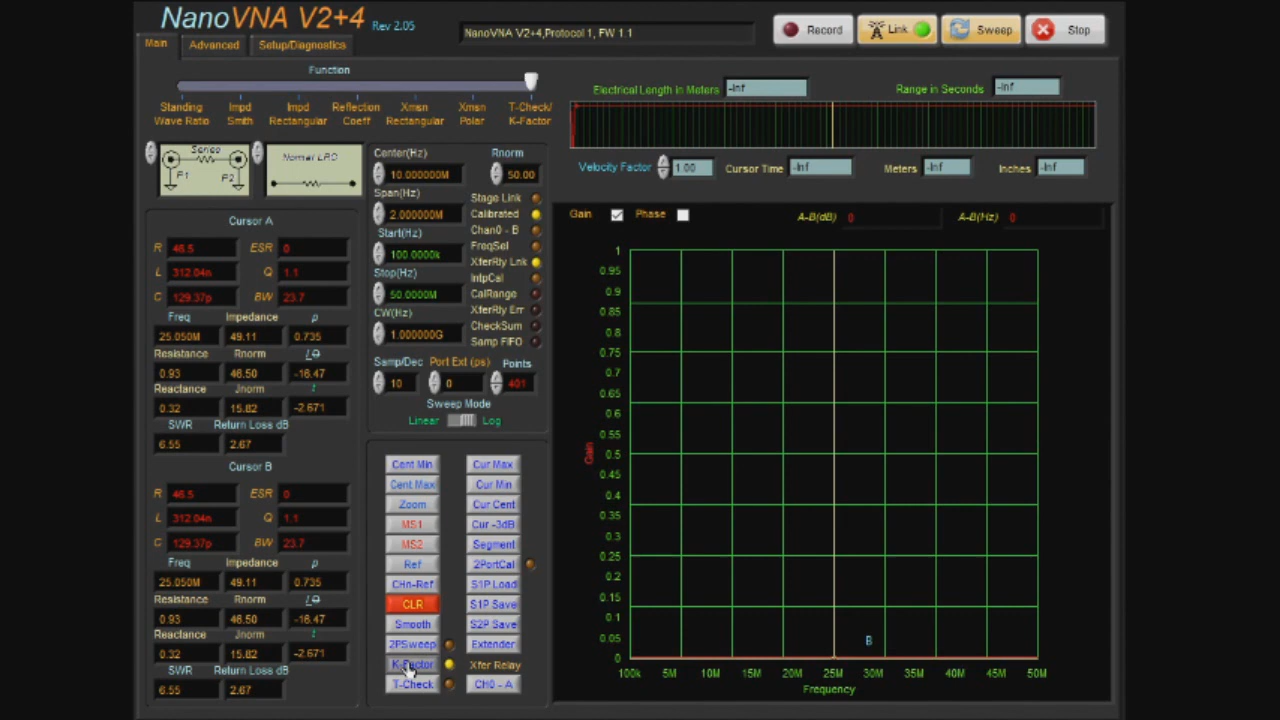 NanoVNA V2+4 Rev 2.05
NanoVNA V2+4,Protocol 1, FW 1.1
Record
Link
Sweep
Stop
Main
Advanced
Setup/Diagnostics
Function
Standing Wave Ratio
Impd Smith
Impd Rectangular
Reflection Coeff
Xmsn Rectangular
Xmsn Polar
T-Check/ K-Factor
Electrical Length in Meters -Inf
Range in Seconds -Inf
Velocity Factor 1.00
Cursor Time -Inf
Meters -Inf
Inches -Inf
Series
P1
P2
Normal LRC
Cursor A
R 46.5 ESR 0
L 312.04n Q 1.1
C 129.37p BW 23.7
Freq Impedance ρ
25.050M 49.11 0.735
Resistance Rnorm
0.93 46.50 -16.47
Reactance Jnorm
0.32 15.82 -2.671
SWR Return Loss dB
6.55 2.67
Cursor B
R 46.5 ESR 0
L 312.04n Q 1.1
C 129.37p BW 23.7
Freq Impedance ρ
25.050M 49.11 0.735
Resistance Rnorm
0.93 46.50 -16.47
Reactance Jnorm
0.32 15.82 -2.671
SWR Return Loss dB
6.55 2.67
Center(Hz)
10.000000M
Span(Hz)
2.000000M
Start(Hz)
100.0000k
Stop(Hz)
50.0000M
CW(Hz)
1.000000G
Rnorm
50.00
Stage Link
Calibrated
Chan0 - B
FreqSel
XferRly Lnk
IntpCal
CalRange
XferRly Err
CheckSum
Samp FIFO
Samp/Dec Port Ext (ps) Points
10 0 401
Sweep Mode
Linear Log
Cent Min Cur Max
Cent Max Cur Min
Zoom Cur Cent
MS1 Cur -3dB
MS2 Segment
Ref 2PortCal
CHn-Ref S1P Load
CLR S1P Save
Smooth S2P Save
2PSweep Extender
K-Factor Xfer Relay
T-Check CH0 - A
Gain Phase A-B(dB) 0 A-B(Hz) 0
1
0.95
0.9
0.85
0.8
0.75
0.7
0.65
0.6
0.55
0.5
0.45
0.4
0.35
0.3
0.25
0.2
0.15
0.1
0.05
0
Gain
B
100k 5M 10M 15M 20M 25M 30M 35M 40M 45M 50M
Frequency